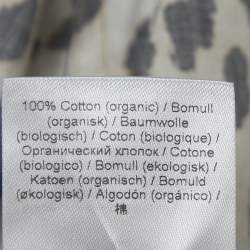 100% Cotton (organic) / Bomull
(organisk) / Baumwolle
(biologisch) / Coton (biologique) /
Органический хлопок / Cotone
(biologico) / Bomull (ekologisk) /
Katoen (organisch) / Bomuld
(økologisk) / Algodón (orgánico) /
棉